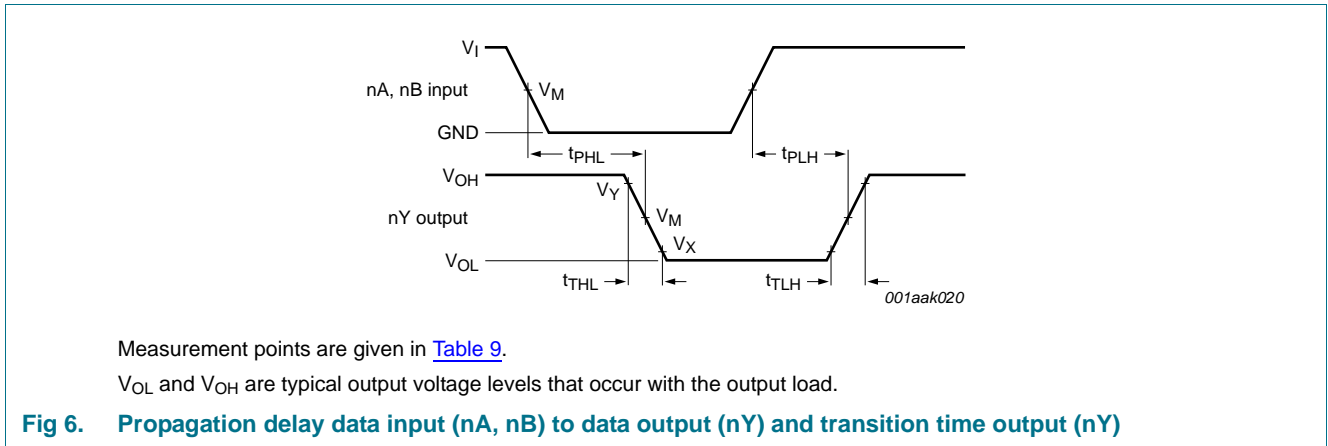 VI
nA, nB input
VM
GND
tPHL
tPLH
VOH
VY
nY output
VM
VX
VOL
tTHL
tTLH
001aak020
Measurement points are given in Table 9.
VOL and VOH are typical output voltage levels that occur with the output load.
Fig 6. Propagation delay data input (nA, nB) to data output (nY) and transition time output (nY)